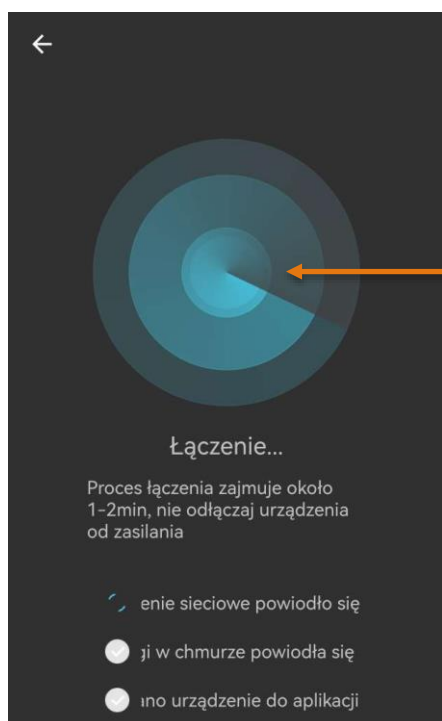 Łączenie...
Proces łączenia zajmuje około
1-2min, nie odłączaj urządzenia
od zasilania
enie sieciowe powiodło się
gi w chmurze powiodła się
ano urządzenie do aplikacji